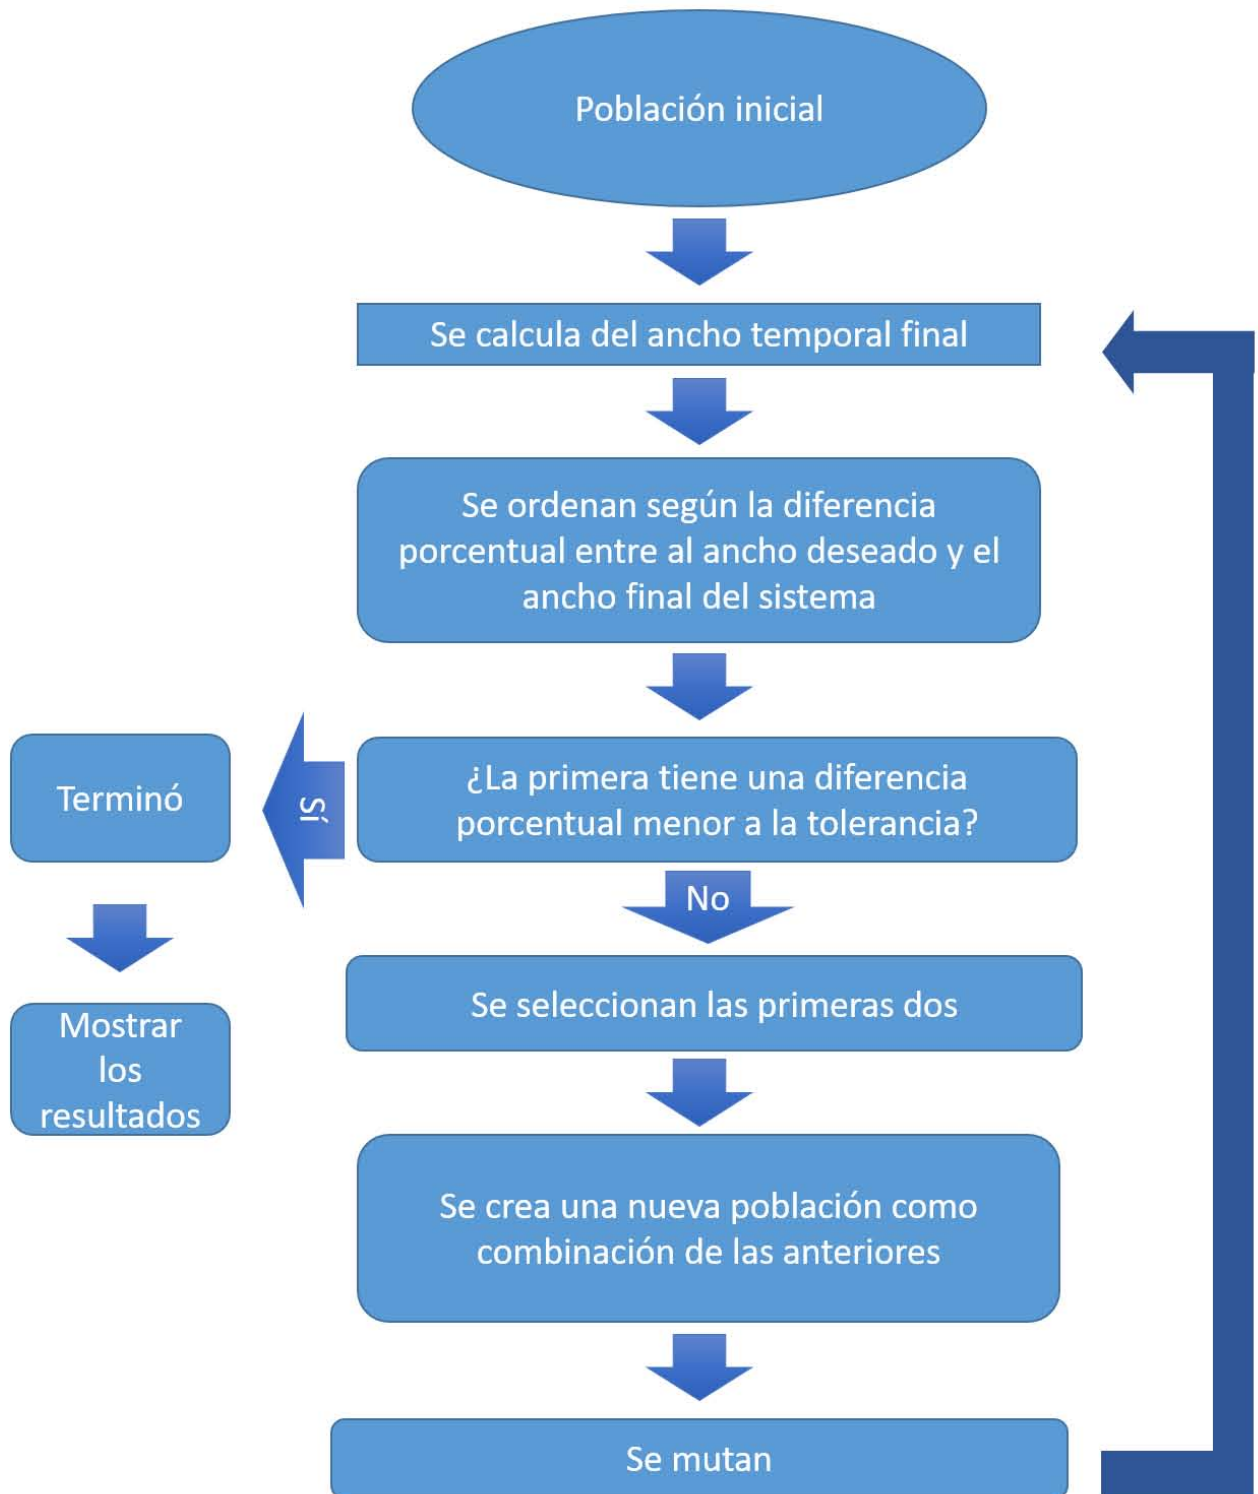 Población inicial
Se calcula del ancho temporal final
Se ordenan según la diferencia
porcentual entre al ancho deseado y el
ancho final del sistema
¿La primera tiene una diferencia
porcentual menor a la tolerancia?
Sí
Terminó
Mostrar
los
resultados
No
Se seleccionan las primeras dos
Se crea una nueva población como
combinación de las anteriores
Se mutan